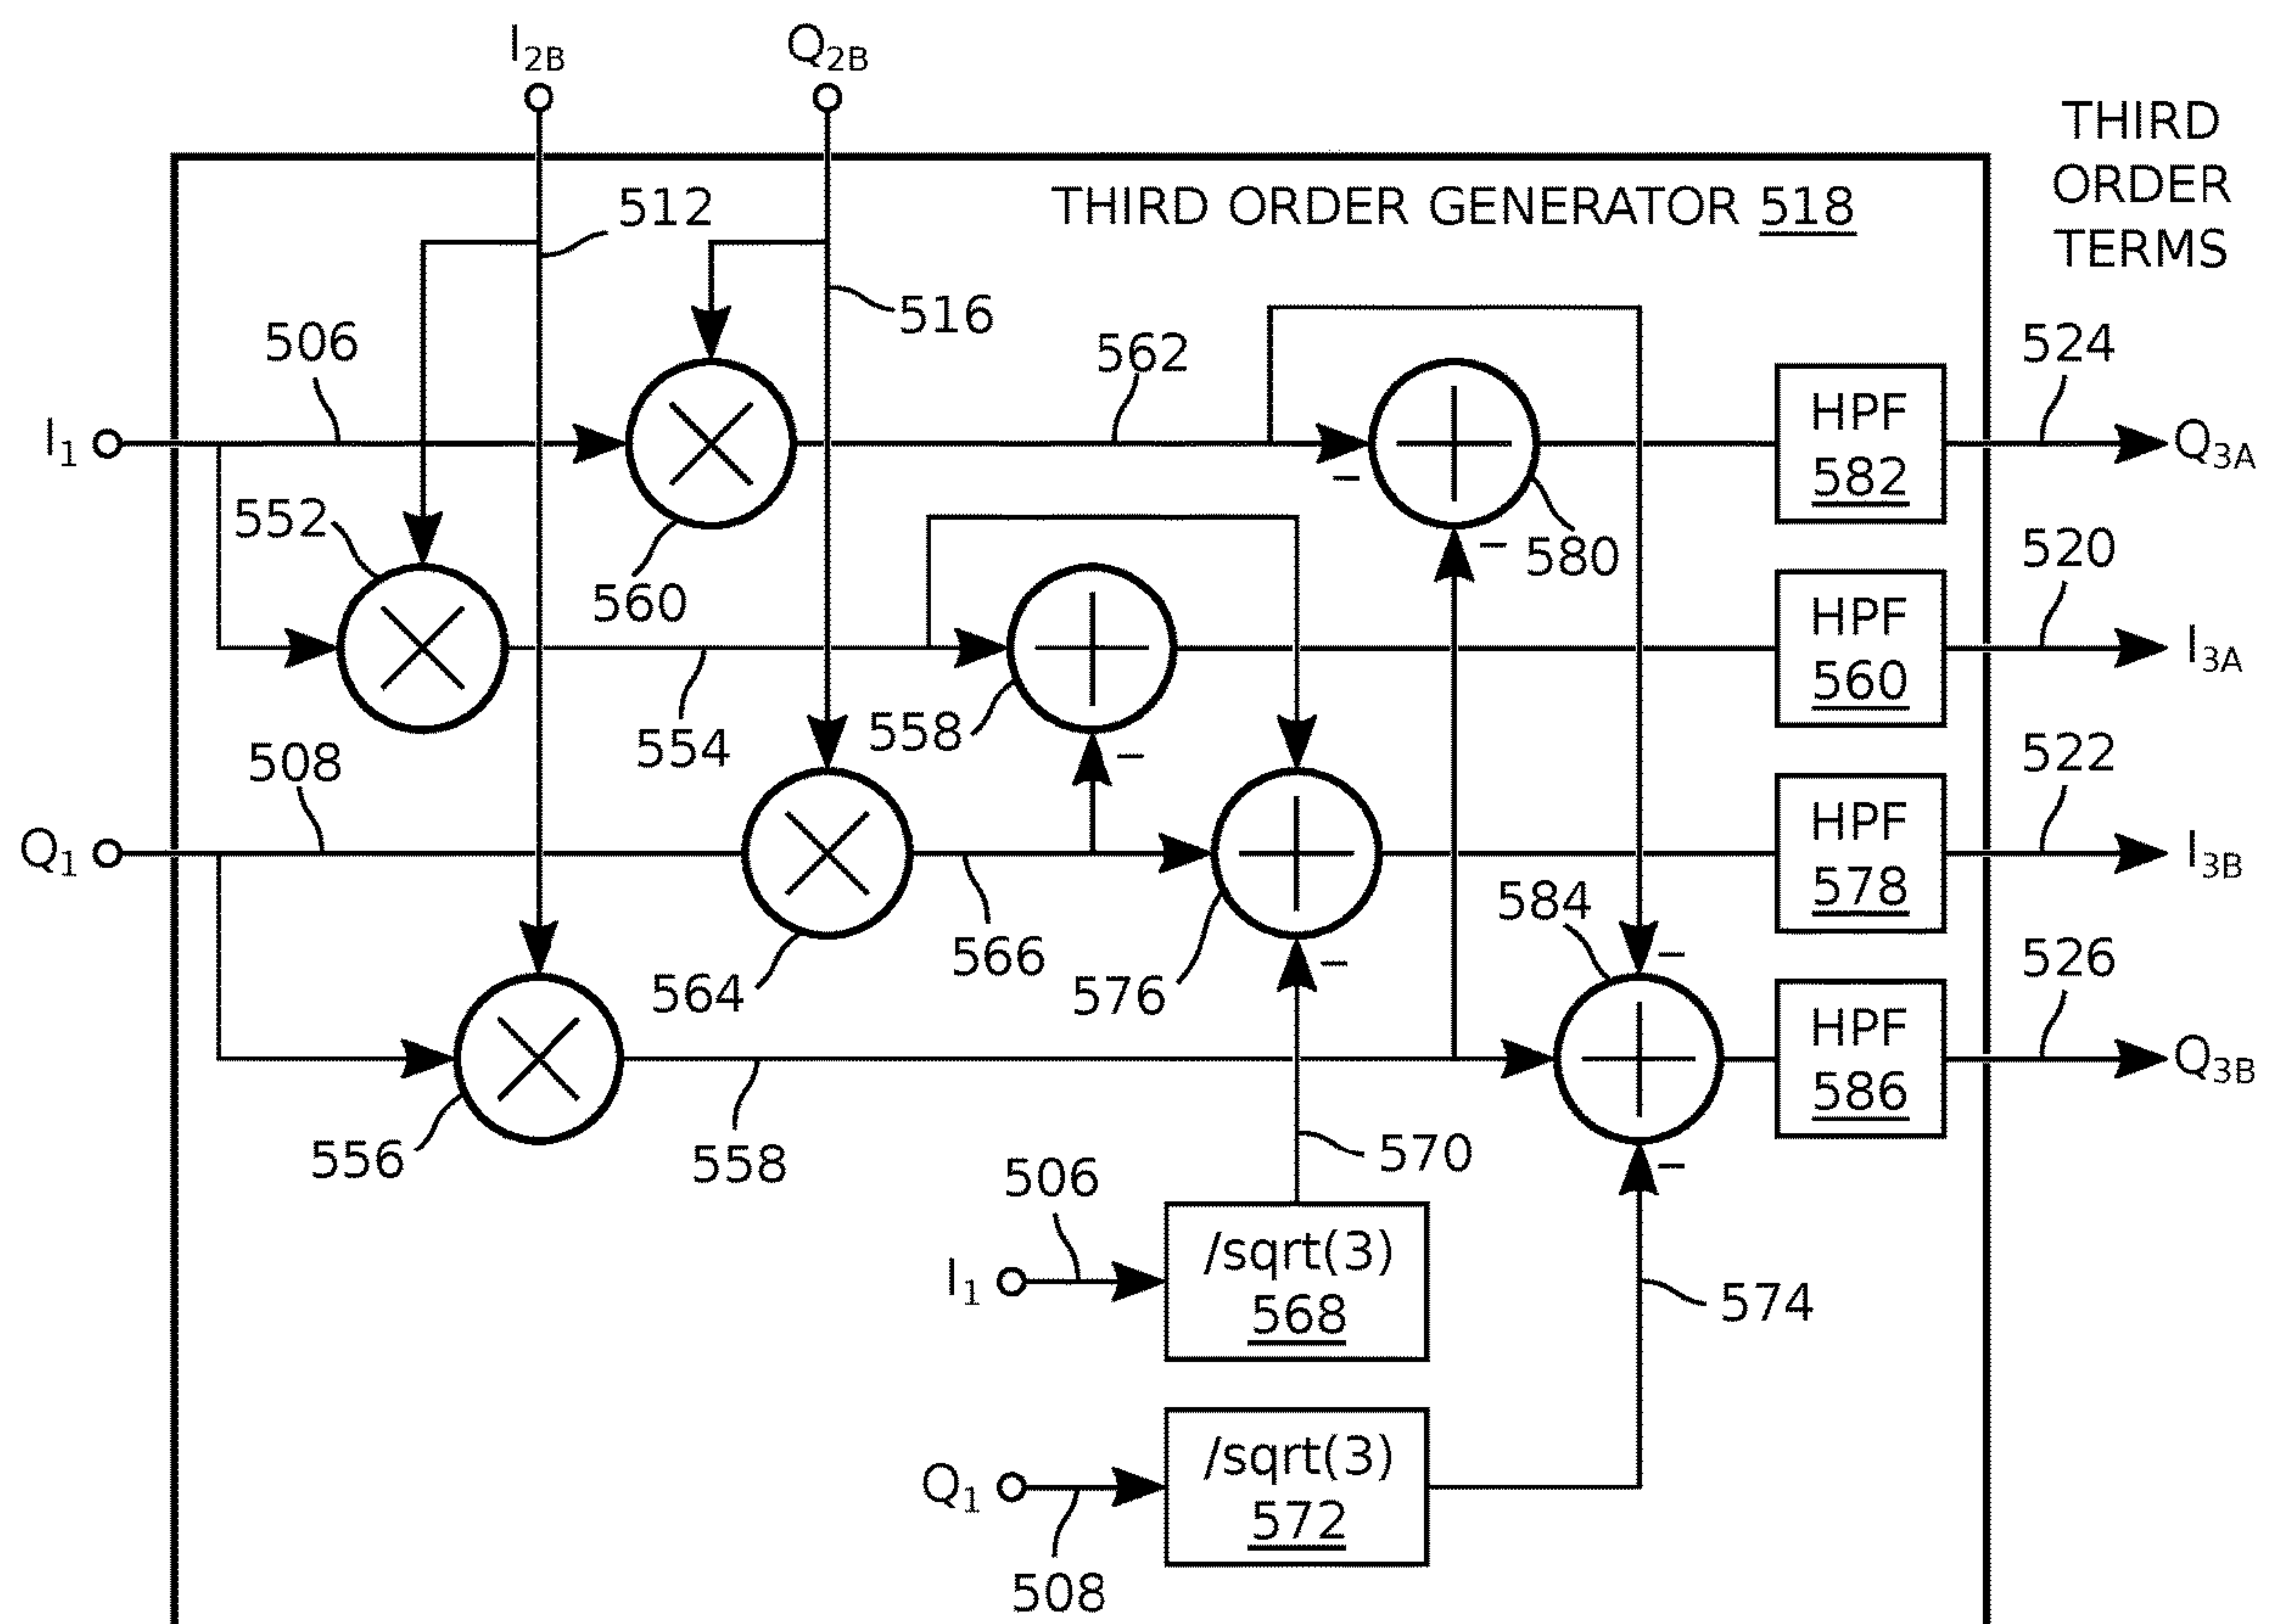 I2B
Q2B
THIRD
ORDER
TERMS
THIRD ORDER GENERATOR 518
512
516
506
562
524
I1
HPF
582
Q3A
552
560
−
−
580
520
HPF
560
I3A
554
558
−
508
522
Q1
HPF
578
I3B
584
566
564
576
−
−
526
HPF
586
Q3B
556
558
570
−
506
I1
/sqrt(3)
568
574
Q1
/sqrt(3)
572
508